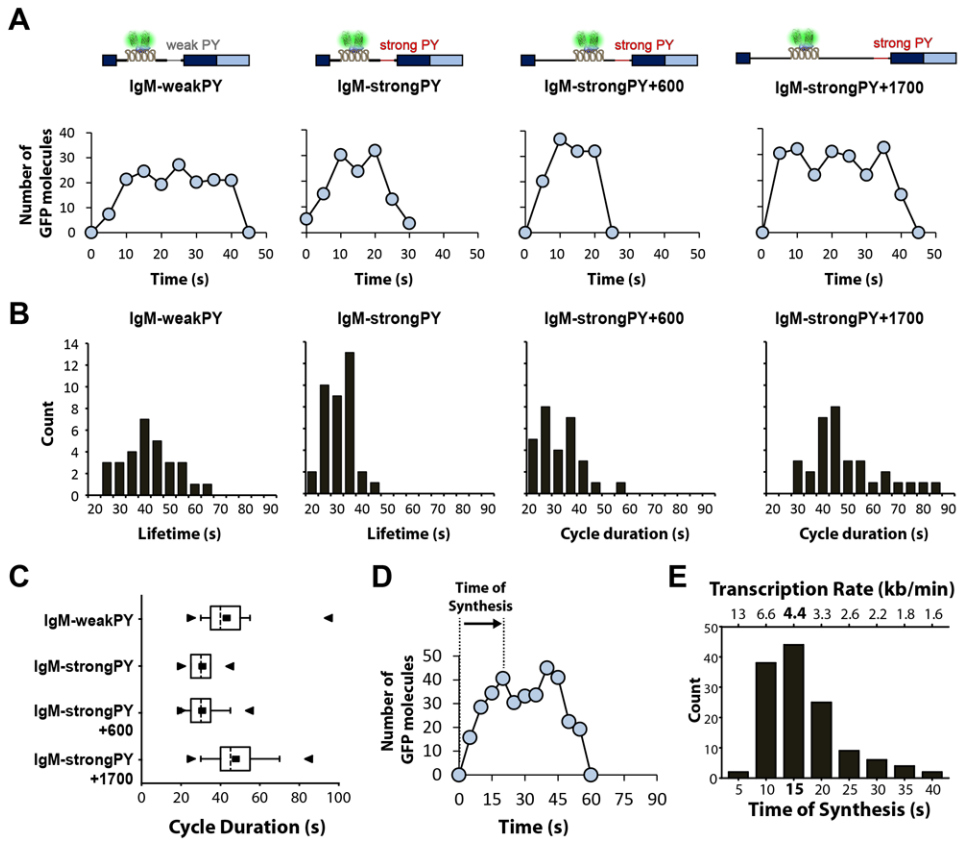 A
weak PY
strong PY
strong PY
strong PY
IgM-weakPY
IgM-strongPY
IgM-strongPY+600
IgM-strongPY+1700
Number of
GFP molecules
40
30
20
10
0
0 10 20 30 40 50
0 10 20 30 40 50
0 10 20 30 40 50
0 10 20 30 40 50
Time (s)
Time (s)
Time (s)
Time (s)
B
IgM-weakPY
IgM-strongPY
IgM-strongPY+600
IgM-strongPY+1700
Count
14
12
10
8
6
4
2
0
20 30 40 50 60 70 80 90
20 30 40 50 60 70 80 90
20 30 40 50 60 70 80 90
20 30 40 50 60 70 80 90
Lifetime (s)
Lifetime (s)
Cycle duration (s)
Cycle duration (s)
C
IgM-weakPY
IgM-strongPY
IgM-strongPY
+600
IgM-strongPY
+1700
0 20 40 60 80 100
Cycle Duration (s)
D
Time of
Synthesis
Number of
GFP molecules
50
40
30
20
10
0
0 15 30 45 60 75 90
Time (s)
E
Transcription Rate (kb/min)
13 6.6 4.4 3.3 2.6 2.2 1.8 1.6
Count
50
40
30
20
10
0
5 10 15 20 25 30 35 40
Time of Synthesis (s)